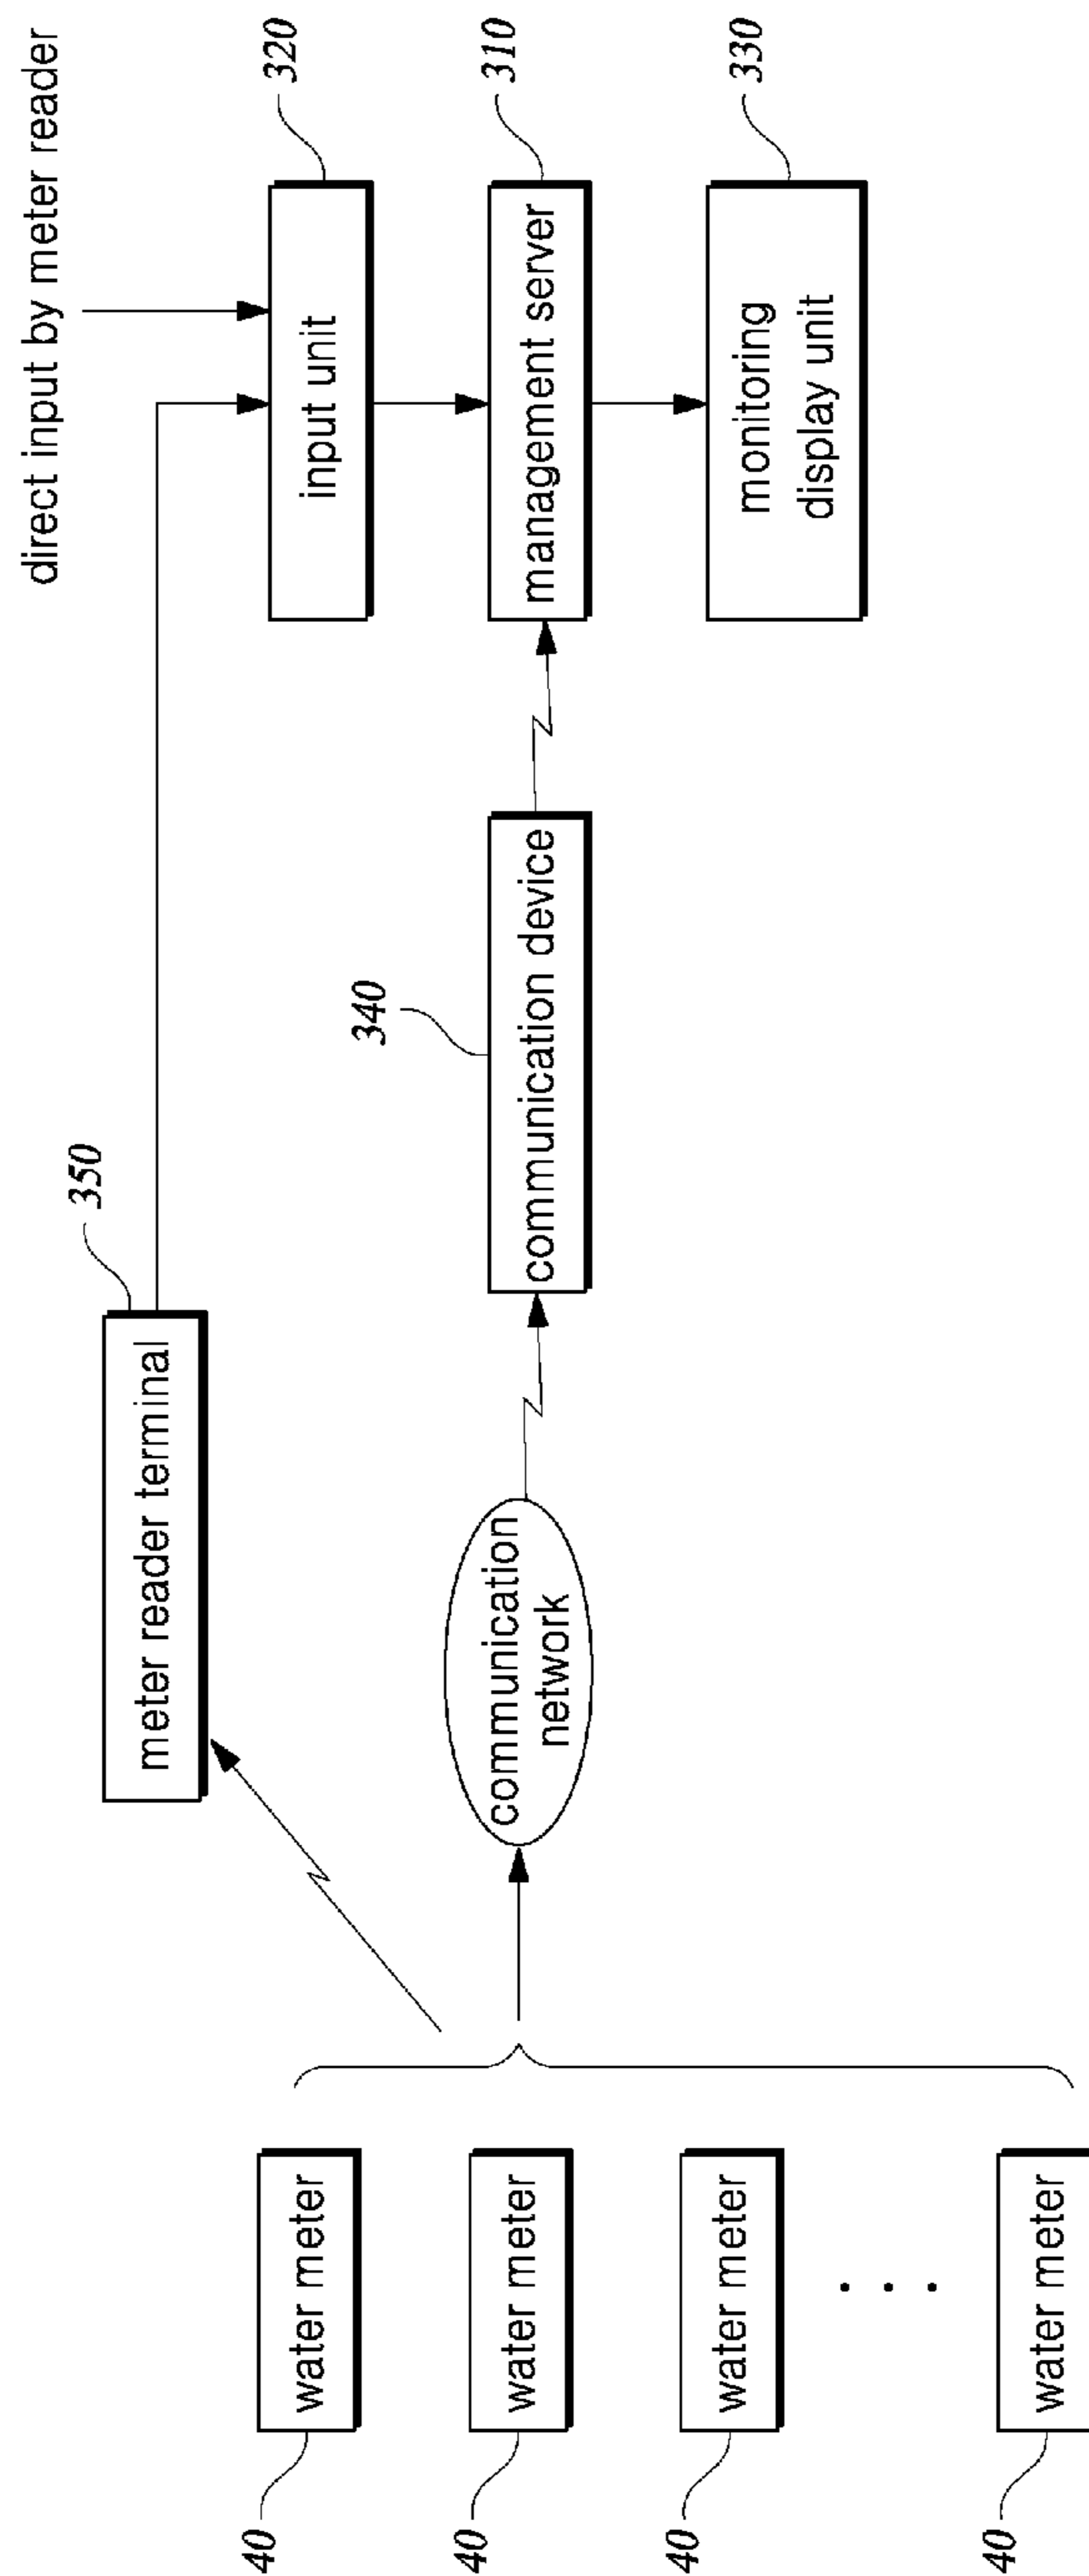 direct input by meter reader
350
320
meter reader terminal
input unit
40
water meter
340
310
40
water meter
communication
network
communication device
management server
40
water meter
330
monitoring
display unit
. . .
40
water meter